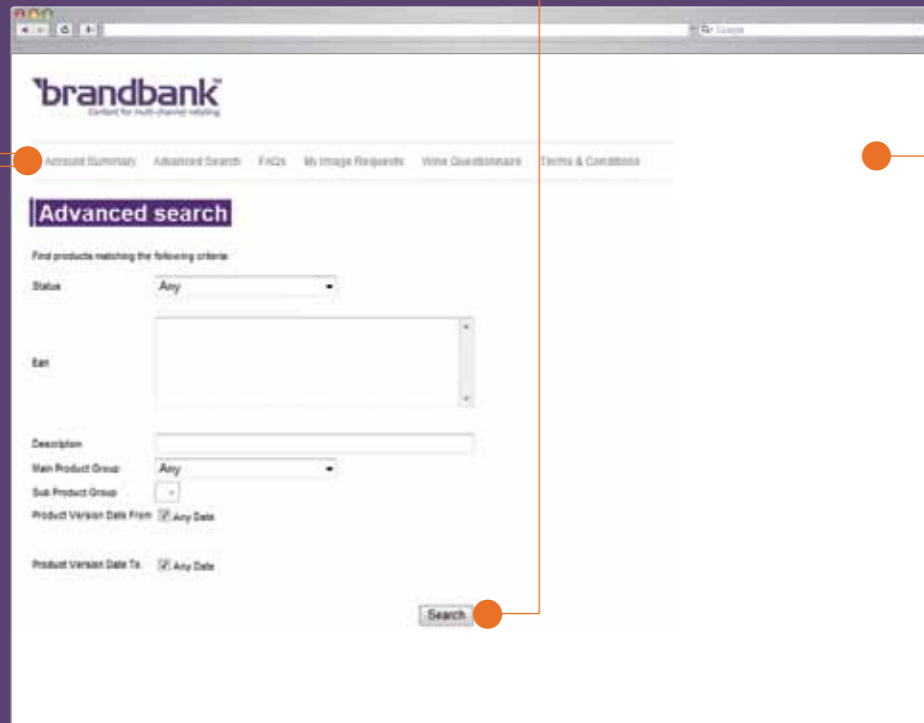 Google
brandbank™
Content for multi-channel retailing
Account Summary Advanced Search FAQs My Image Requests Wine Questionnaire Terms & Conditions
Advanced search
Find products matching the following criteria:
Status Any
Ean
Description
Main Product Group Any
Sub Product Group
Product Version Date From Any Date
Product Version Date To Any Date
Search